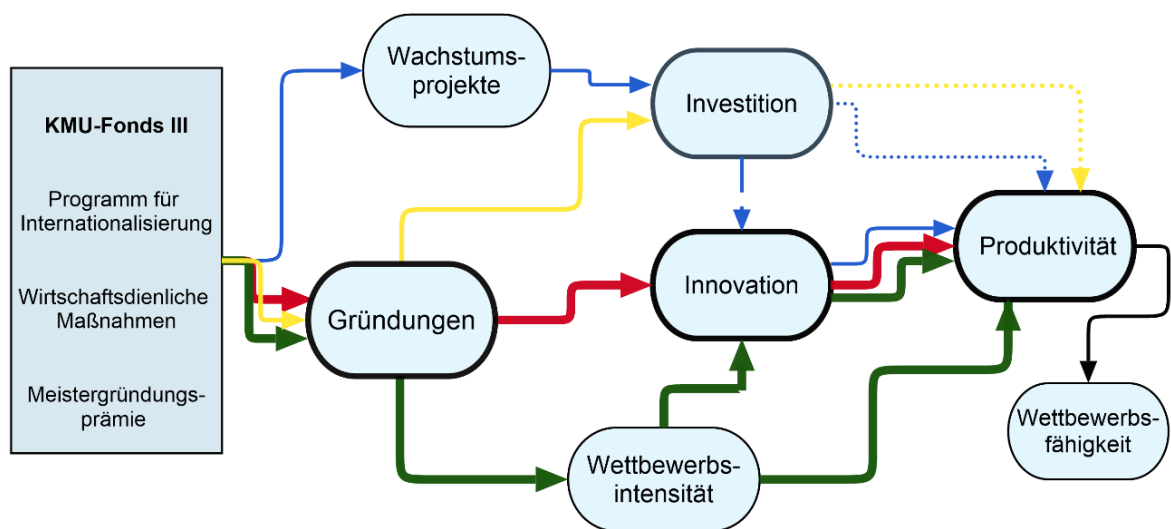 KMU-Fonds III
Programm für
Internationalisierung
Wirtschaftsdienliche
Maßnahmen
Meistergründungs-
prämie
Wachstums-
projekte
Investition
Gründungen
Innovation
Wettbewerbs-
intensität
Produktivität
Wettbewerbs-
fähigkeit